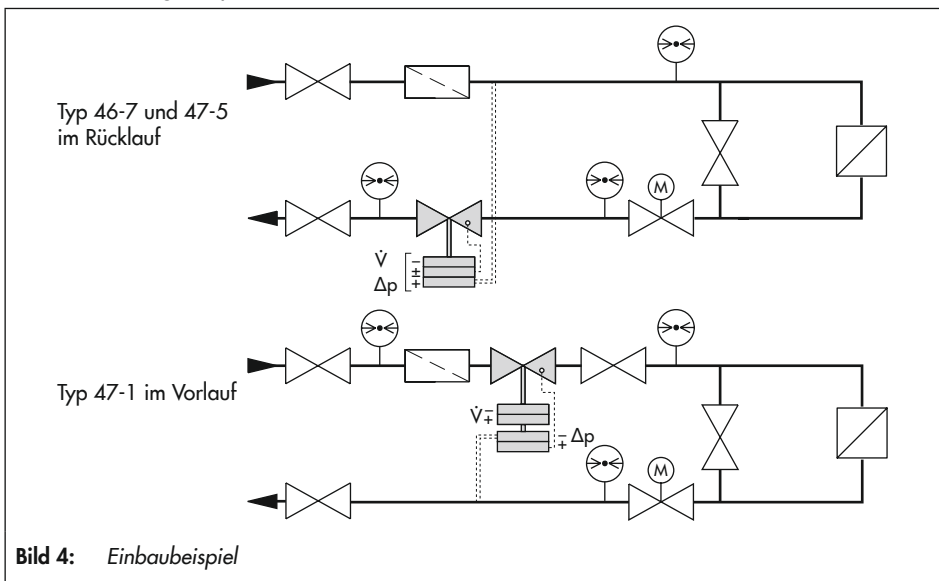 Typ 46-7 und 47-5
im Rücklauf
M
V̇
Δp
−
±
+
Typ 47-1 im Vorlauf
V̇
−
+
−
+
Δp
M
Bild 4: Einbaubeispiel